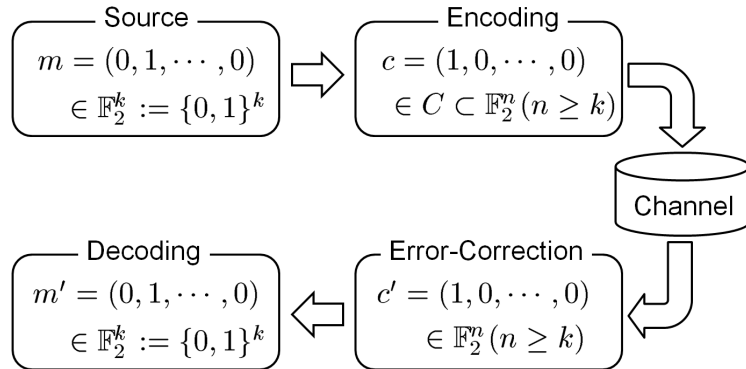 Source
m = (0, 1, ⋯ , 0)
∈ 𝔽₂ᵏ := {0, 1}ᵏ
Encoding
c = (1, 0, ⋯ , 0)
∈ C ⊂ 𝔽₂ⁿ (n ≥ k)
Channel
Decoding
m′ = (0, 1, ⋯ , 0)
∈ 𝔽₂ᵏ := {0, 1}ᵏ
Error-Correction
c′ = (1, 0, ⋯ , 0)
∈ 𝔽₂ⁿ (n ≥ k)